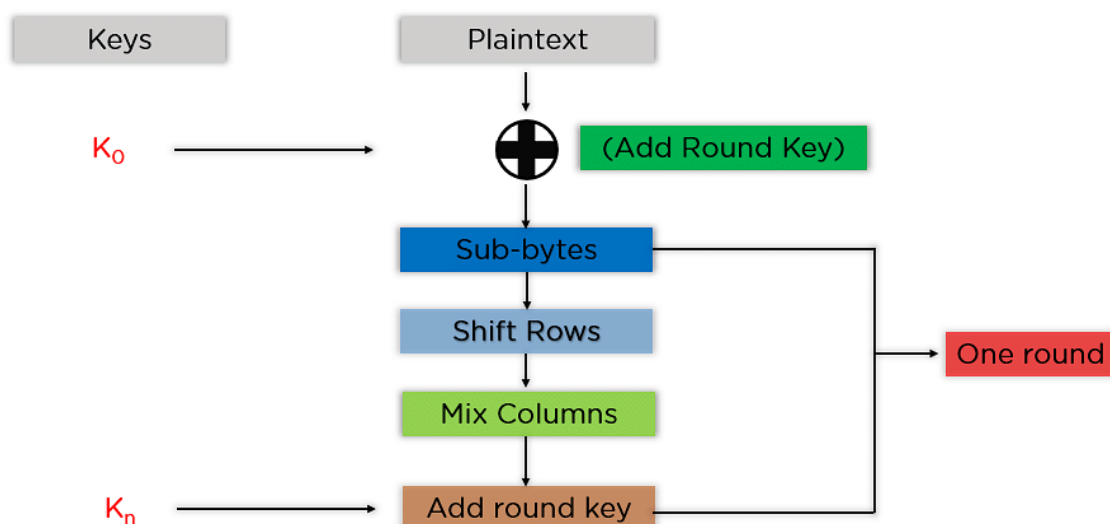 Keys
Plaintext
K₀
(Add Round Key)
Sub-bytes
Shift Rows
One round
Mix Columns
Kₙ
Add round key